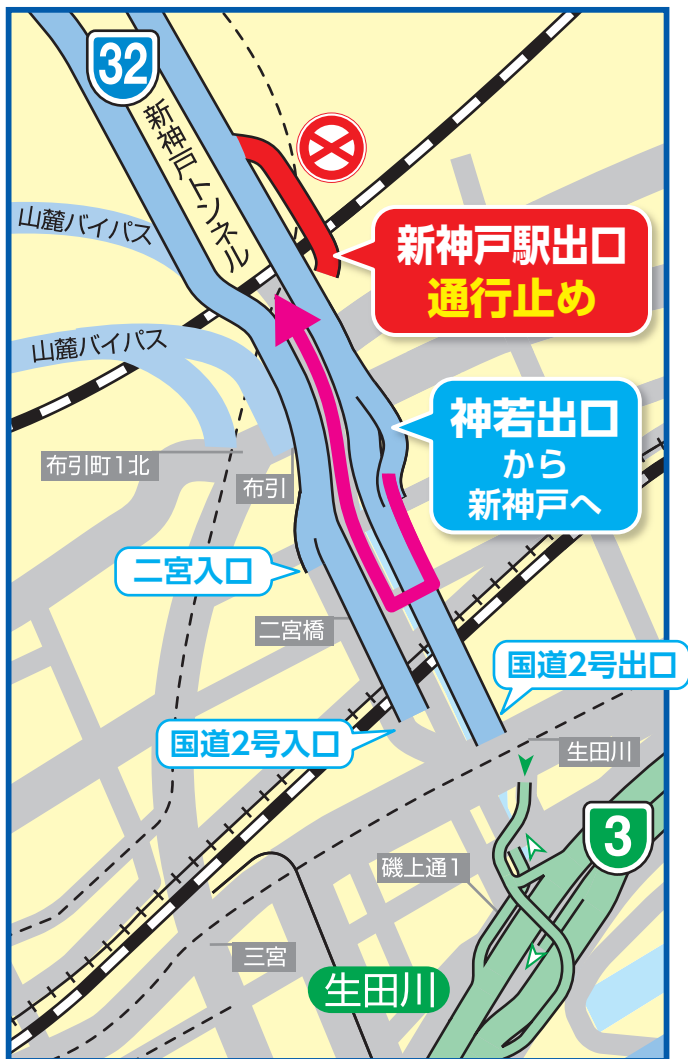 32
新神戸トンネル
山麓バイパス
新神戸駅出口
通行止め
山麓バイパス
神若出口
から
新神戸へ
布引町1北
布引
二宮入口
二宮橋
国道2号出口
国道2号入口
生田川
3
磯上通1
三宮
生田川